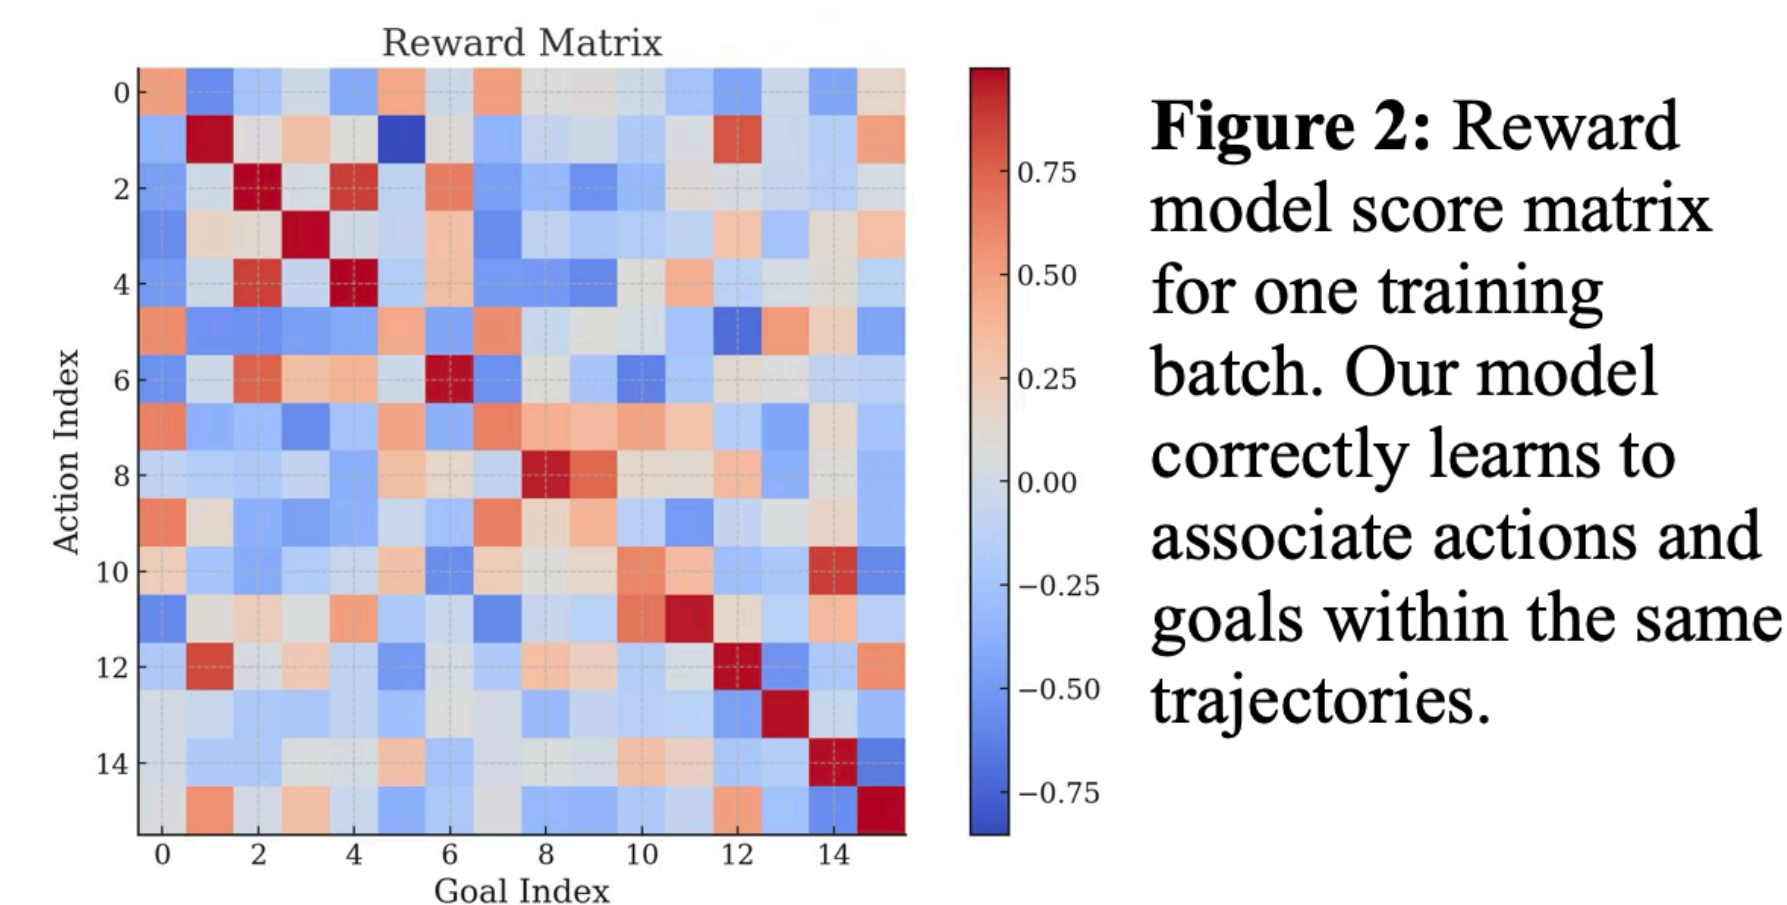 Reward Matrix
0
2
4
6
8
10
12
14
Action Index
0 2 4 6 8 10 12 14
Goal Index
0.75
0.50
0.25
0.00
−0.25
−0.50
−0.75
Figure 2: Reward
model score matrix
for one training
batch. Our model
correctly learns to
associate actions and
goals within the same
trajectories.